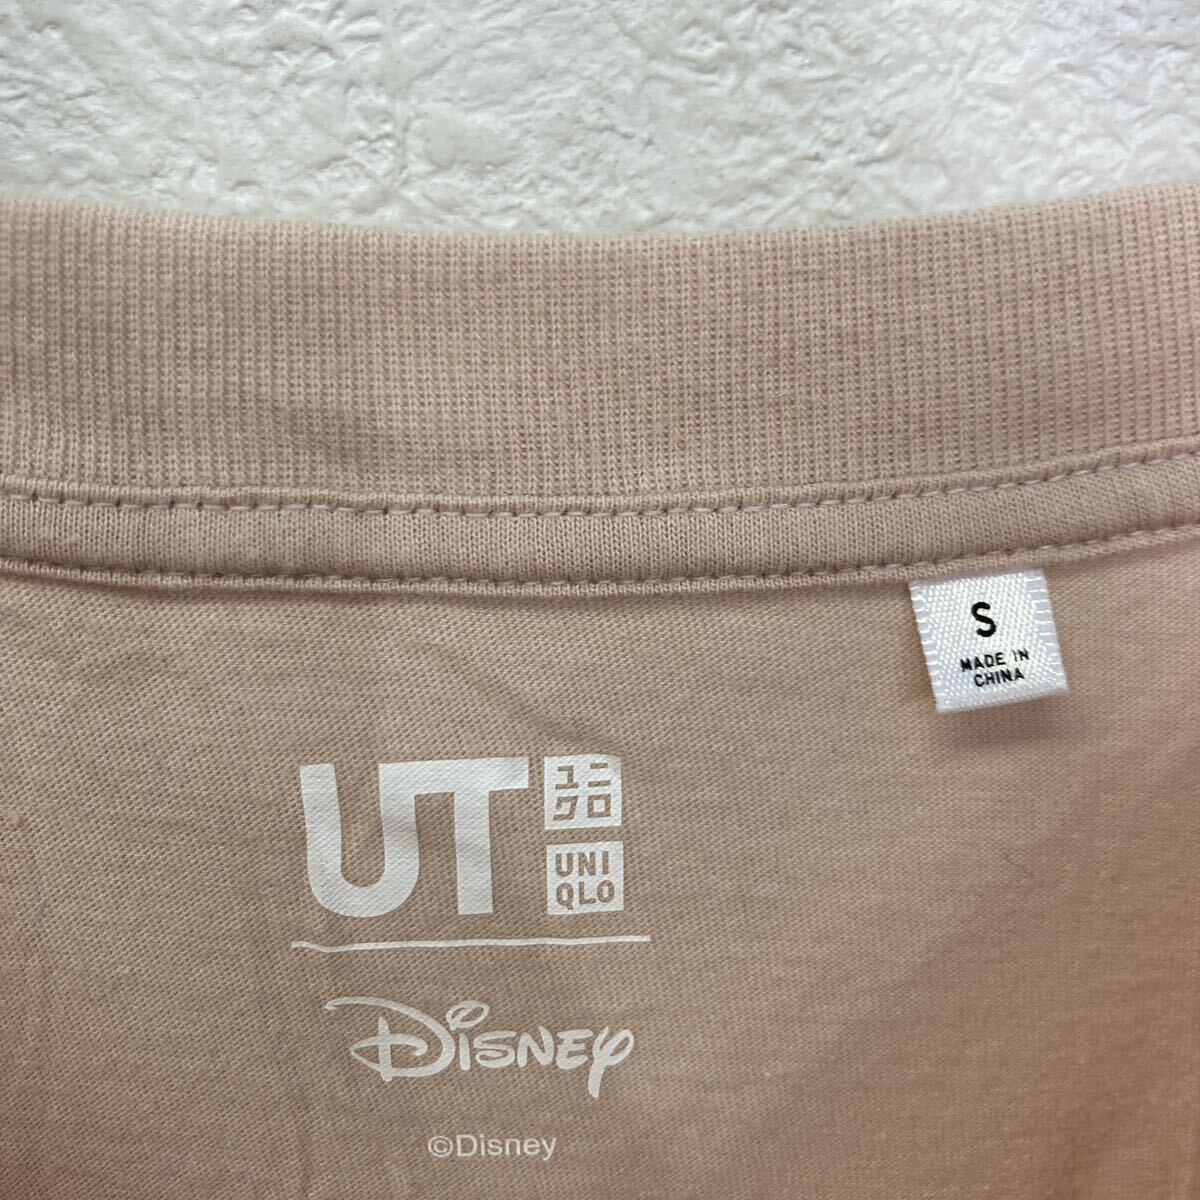 S
MADE IN
CHINA
UT
ユニ
クロ
UNI
QLO
Disney
©Disney